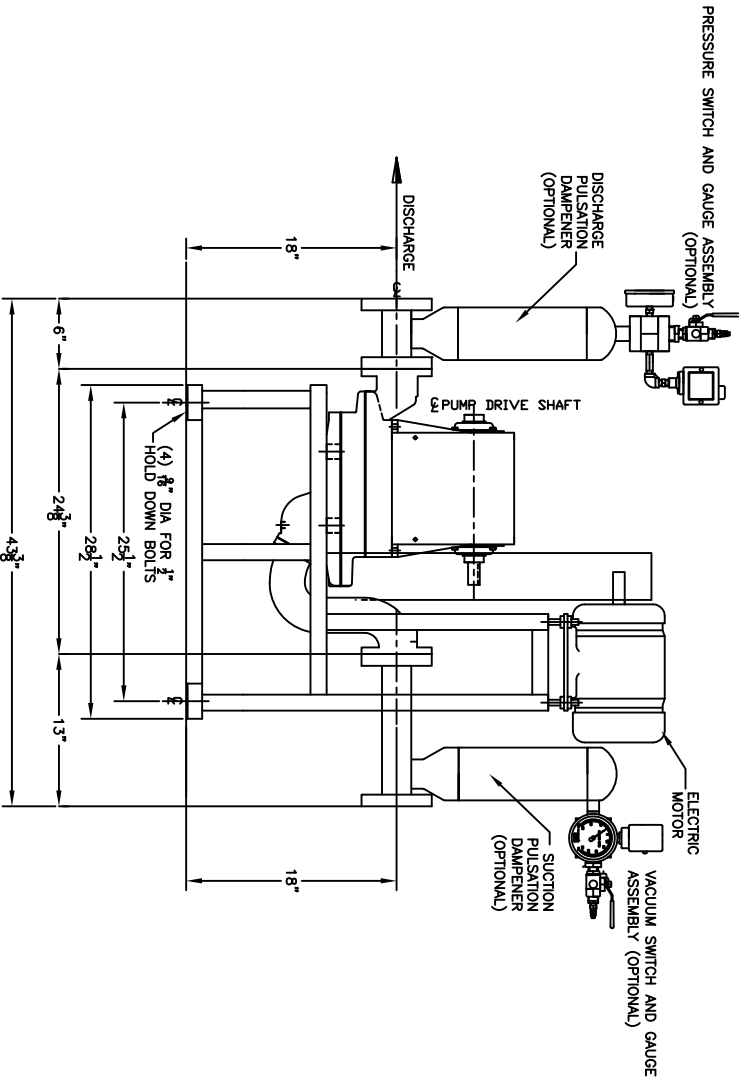 PRESSURE SWITCH AND GAUGE ASSEMBLY
(OPTIONAL)
DISCHARGE
PULSATION
DAMPENER
(OPTIONAL)
DISCHARGE
℄
18"
℄ PUMP DRIVE SHAFT
ELECTRIC
MOTOR
VACUUM SWITCH AND GAUGE
ASSEMBLY (OPTIONAL)
SUCTION
PULSATION
DAMPENER
(OPTIONAL)
18"
℄
℄
(4) 9/16" DIA FOR 1/2"
HOLD DOWN BOLTS
6"
24 3/8"
13"
25 1/2"
28 1/2"
43 3/8"